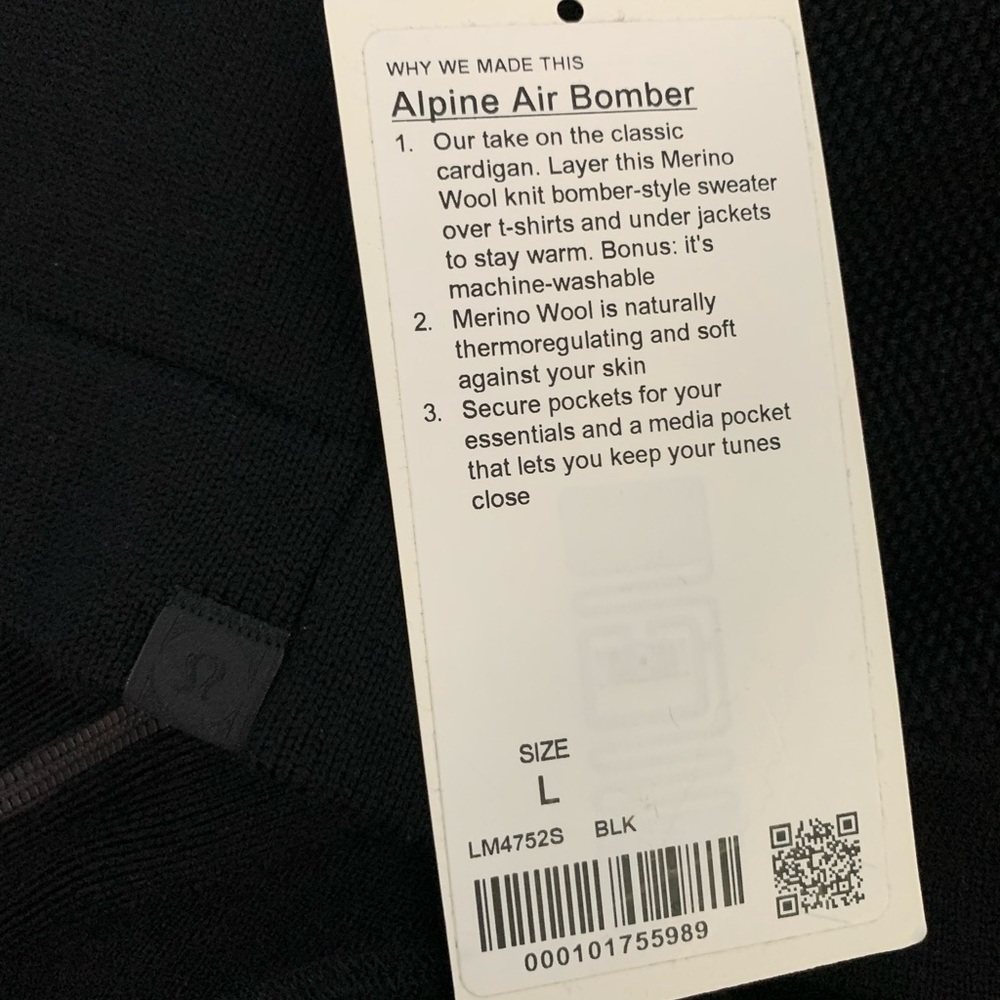 WHY WE MADE THIS
Alpine Air Bomber
1. Our take on the classic
cardigan. Layer this Merino
Wool knit bomber-style sweater
over t-shirts and under jackets
to stay warm. Bonus: it's
machine-washable
2. Merino Wool is naturally
thermoregulating and soft
against your skin
3. Secure pockets for your
essentials and a media pocket
that lets you keep your tunes
close
SIZE
L
LM4752S BLK
000101755989